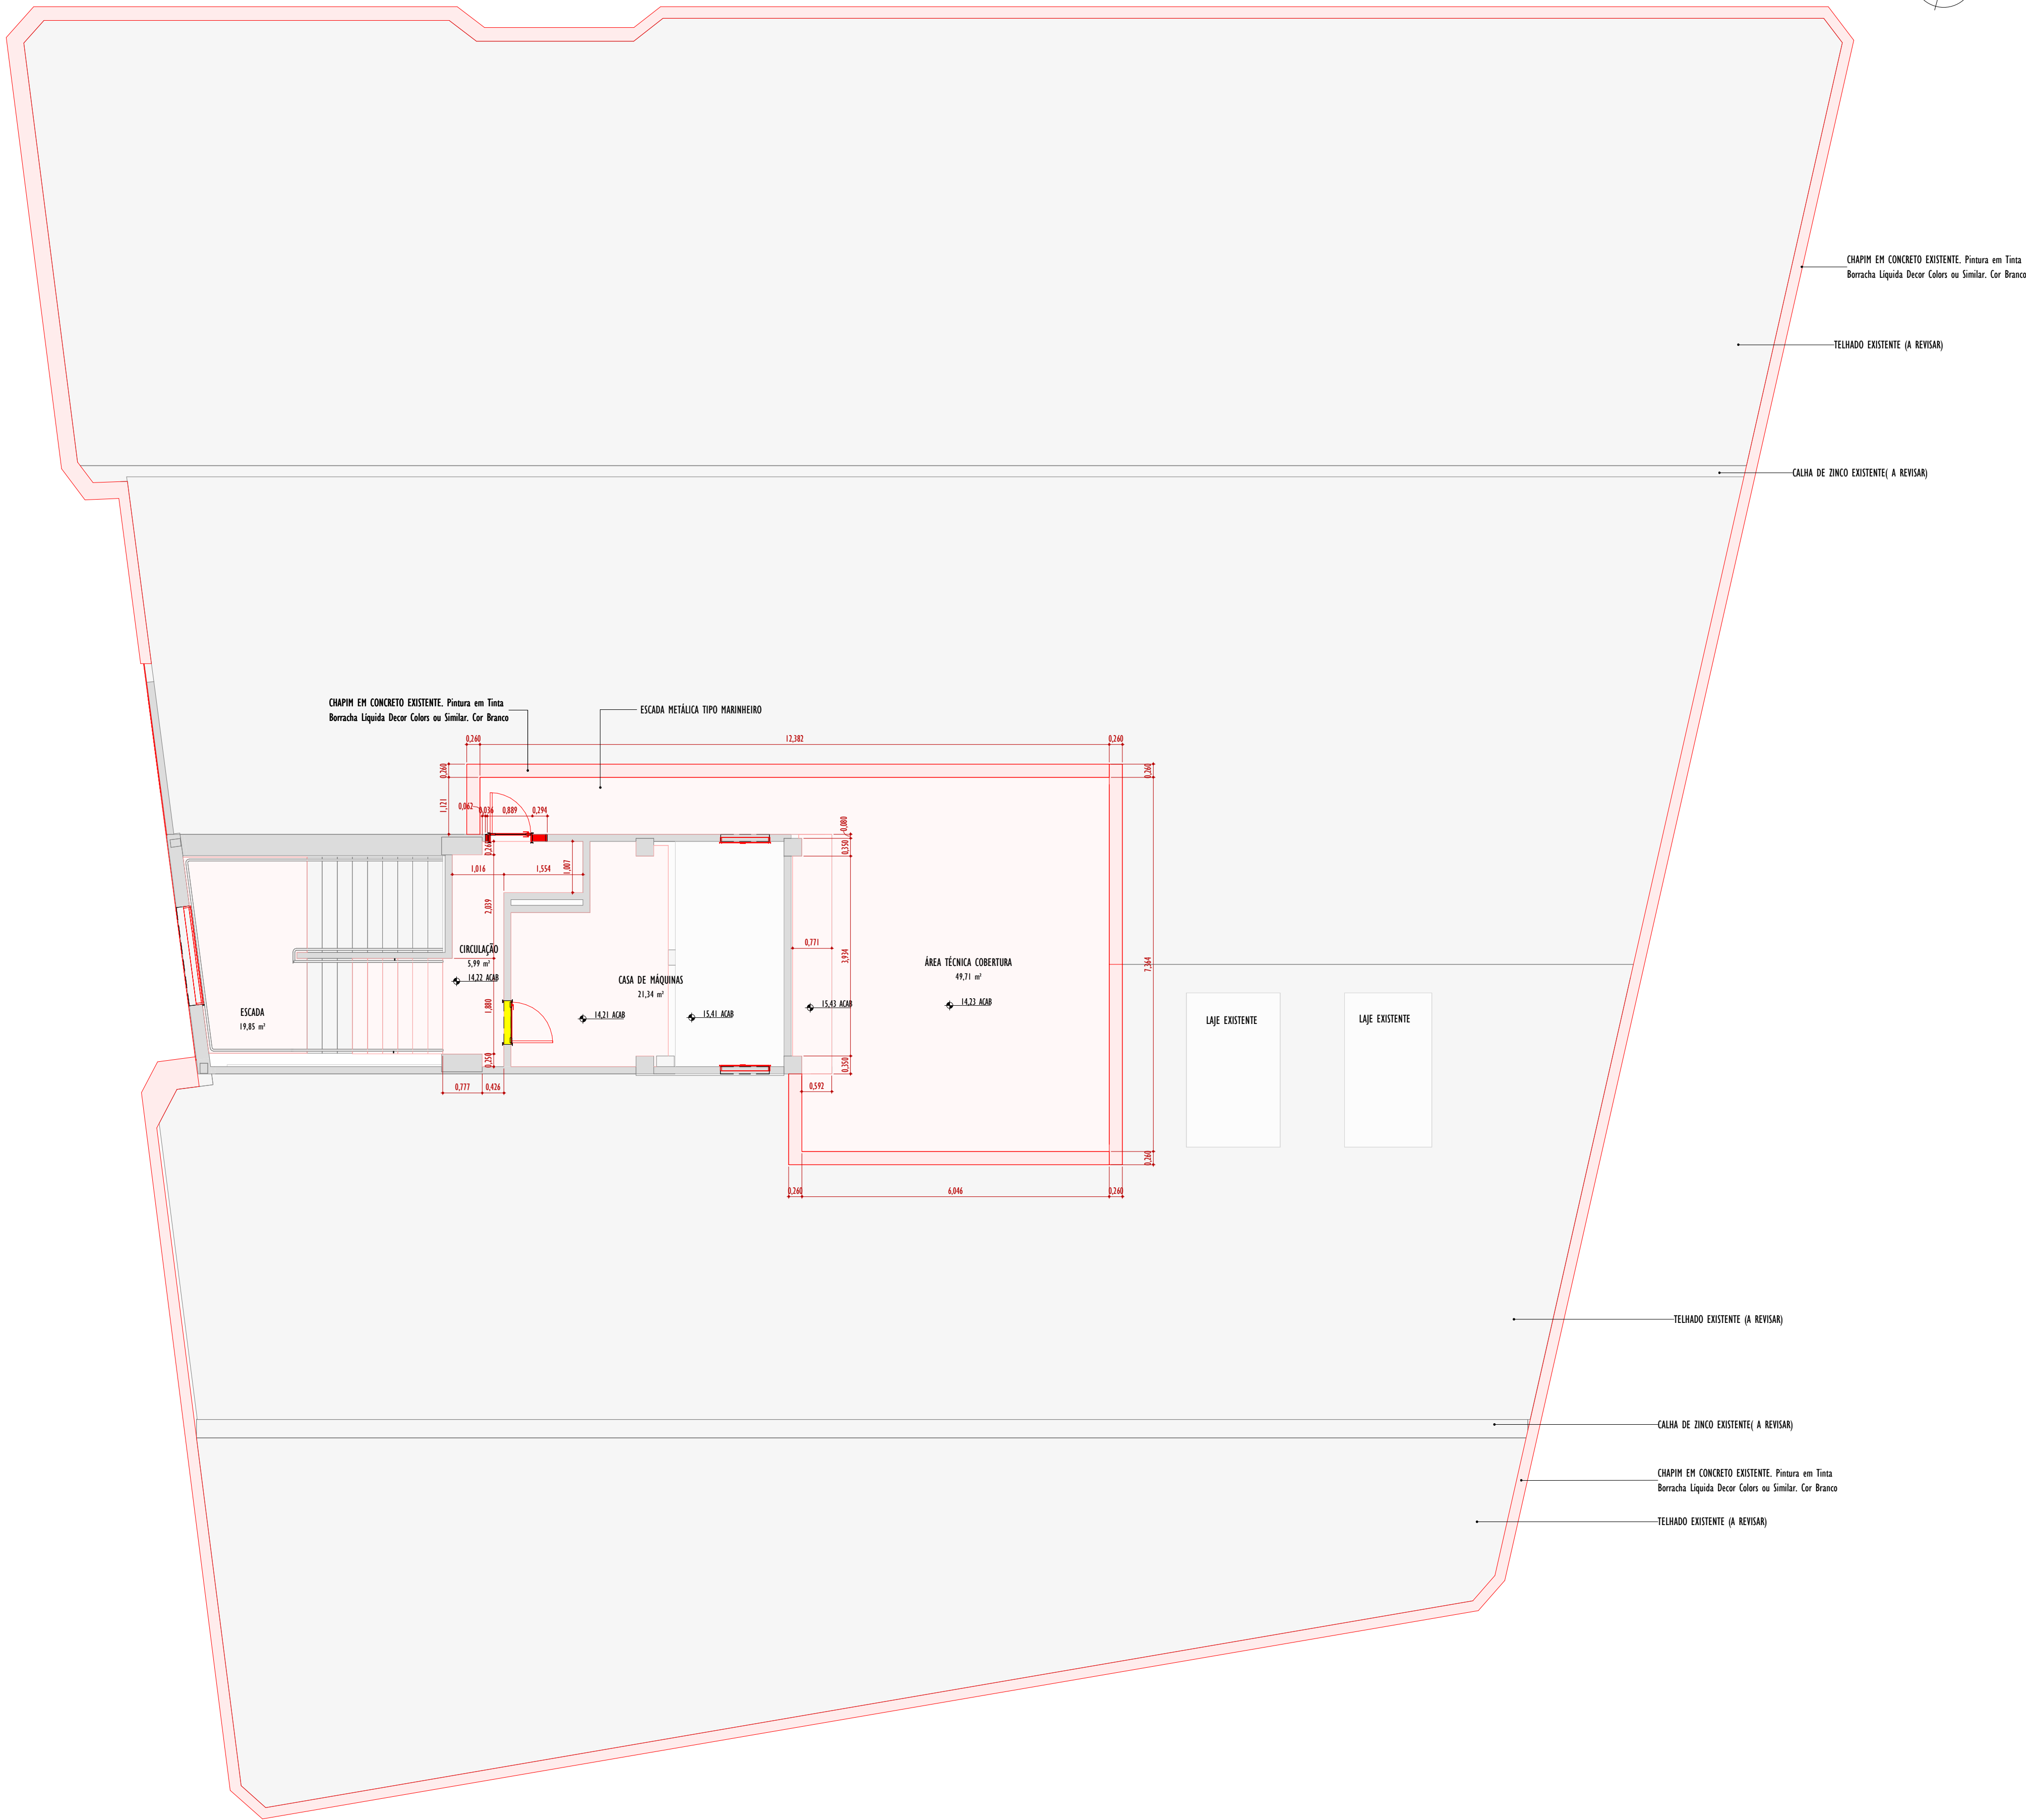 CHAPIM EM CONCRETO EXISTENTE. Pintura em Tinta
Borracha Líquida Decor Colors ou Similar. Cor Branco
TELHADO EXISTENTE (A REVISAR)
CALHA DE ZINCO EXISTENTE( A REVISAR)
CHAPIM EM CONCRETO EXISTENTE. Pintura em Tinta
Borracha Líquida Decor Colors ou Similar. Cor Branco
ESCADA METÁLICA TIPO MARINHEIRO
0,260
12,382
0,260
0,260
1,121
0,260
0,062
0,036
0,889
0,294
0,080
0,350
0,260
1,016
1,554
1,007
2,039
0,771
3,934
7,364
CIRCULAÇÃO
5,99 m²
14,22 ACAB
CASA DE MÁQUINAS
21,34 m²
14,21 ACAB
15,41 ACAB
15,43 ACAB
ÁREA TÉCNICA COBERTURA
49,71 m²
14,23 ACAB
1,880
ESCADA
19,85 m²
LAJE EXISTENTE
LAJE EXISTENTE
0,250
0,350
0,777
0,426
0,592
0,260
0,260
6,046
0,260
TELHADO EXISTENTE (A REVISAR)
CALHA DE ZINCO EXISTENTE( A REVISAR)
CHAPIM EM CONCRETO EXISTENTE. Pintura em Tinta
Borracha Líquida Decor Colors ou Similar. Cor Branco
TELHADO EXISTENTE (A REVISAR)